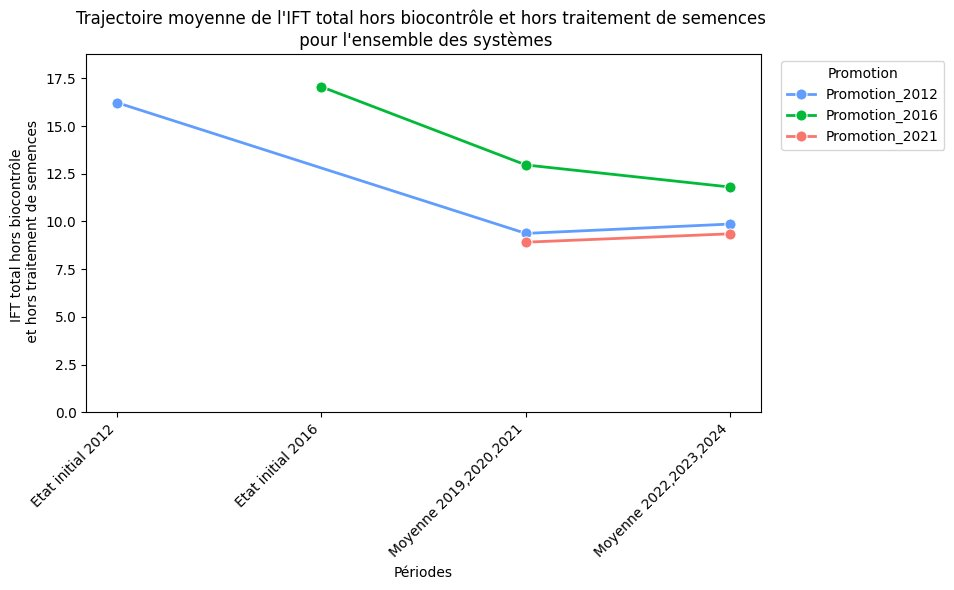 Trajectoire moyenne de l'IFT total hors biocontrôle et hors traitement de semences
pour l'ensemble des systèmes
IFT total hors biocontrôle
et hors traitement de semences
17.5
15.0
12.5
10.0
7.5
5.0
2.5
0.0
Etat initial 2012
Etat initial 2016
Moyenne 2019,2020,2021
Moyenne 2022,2023,2024
Périodes
Promotion
Promotion_2012
Promotion_2016
Promotion_2021